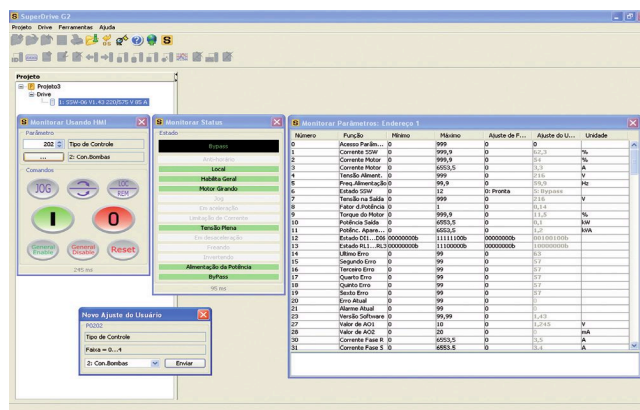 SuperDrive G2
Projeto Drive Ferramentas Ajuda
Projeto
Projeto3
Drive
1: SSW-06 V1.43 220/575 V 85 A
Monitorar Usando HMI
Parâmetro
202 Tipo de Controle
... 2: Con.Bombas
Comandos
JOG LOC REM
I 0
General Enable General Disable Reset
245 ms
Monitorar Status
Estado
Bypass
Anti-horário
Local
Habilita Geral
Motor Girando
Jog
Em aceleração
Limitação de Corrente
Tensão Plena
Em desaceleração
Freando
Invertendo
Alimentação da Potência
ByPass
95 ms
Novo Ajuste do Usuário
P0202
Tipo de Controle
Faixa = 0...4
2: Con.Bombas Enviar
Monitorar Parâmetros: Endereço 1
Número Função Mínimo Máximo Ajuste de F... Ajuste do U... Unidade
0 Acesso Parâm... 0 999 0 0
1 Corrente SSW 0 999,9 0 62,3 %
2 Corrente Motor 0 999,9 0 54 %
3 Corrente Motor 0 6553,5 0 3,3 A
4 Tensão Aliment. 0 999 0 216 V
5 Freq.Alimentação 0 99,9 0 59,9 Hz
6 Estado SSW 0 12 0: Pronta 5: Bypass
7 Tensão na Saída 0 999 0 216 V
8 Fator d.Potência 0 1 0 0,14
9 Torque do Motor 0 999,9 0 11,5 %
10 Potência Saída 0 6553,5 0 0,1 kW
11 Potênc. Apare... 0 6553,5 0 1,2 kVA
12 Estado DI1...DI6 00000000b 11111100b 00000000b 00100100b
13 Estado RL1...RL3 00000000b 11100000b 00000000b 10000000b
14 Ultimo Erro 0 99 0 63
15 Segundo Erro 0 99 0 57
16 Terceiro Erro 0 99 0 57
17 Quarto Erro 0 99 0 57
18 Quinto Erro 0 99 0 57
19 Sexto Erro 0 99 0 57
20 Erro Atual 0 99 0 0
21 Alarme Atual 0 99 0 0
23 Versão Software 0 99,99 0 1,43
27 Valor de AO1 0 10 0 1,245 V
28 Valor de AO2 0 20 0 0 mA
30 Corrente Fase R 0 6553,5 0 3,5 A
31 Corrente Fase S 0 6553,5 0 3,4 A